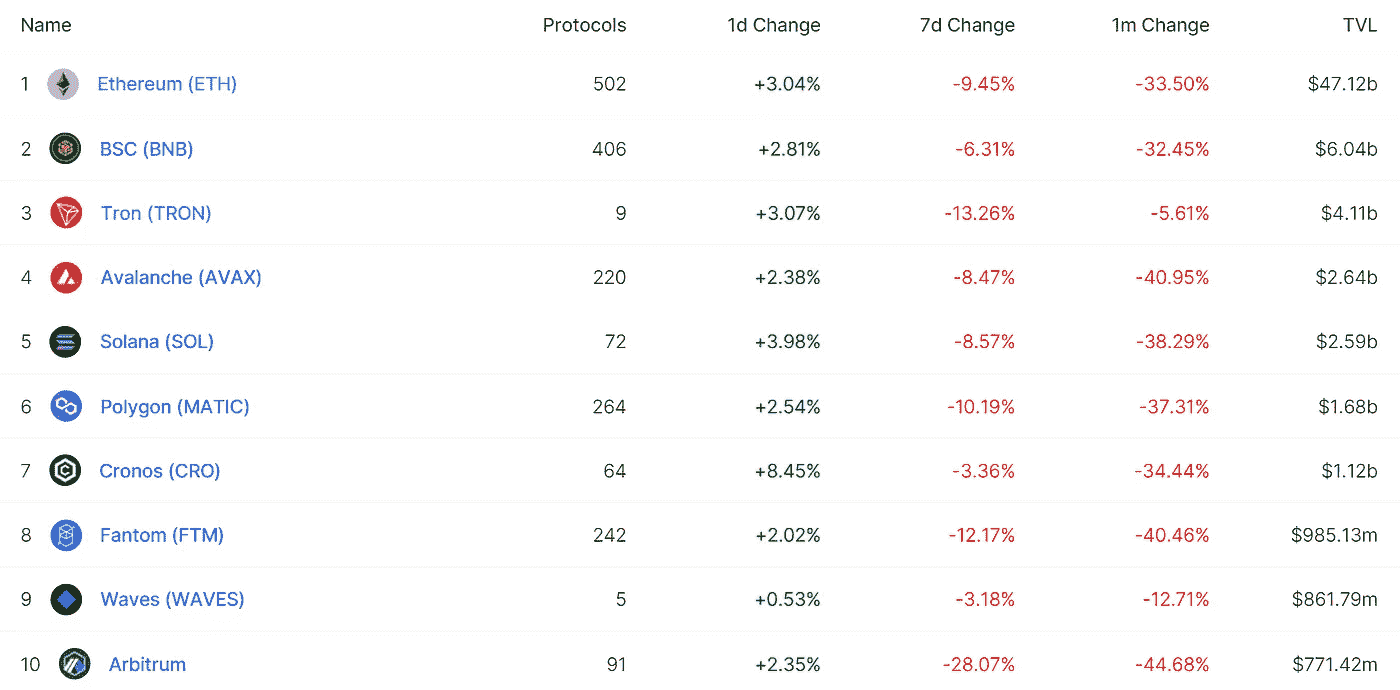 Name Protocols 1d Change 7d Change 1m Change TVL
1 Ethereum (ETH) 502 +3.04% -9.45% -33.50% $47.12b
2 BSC (BNB) 406 +2.81% -6.31% -32.45% $6.04b
3 Tron (TRON) 9 +3.07% -13.26% -5.61% $4.11b
4 Avalanche (AVAX) 220 +2.38% -8.47% -40.95% $2.64b
5 Solana (SOL) 72 +3.98% -8.57% -38.29% $2.59b
6 Polygon (MATIC) 264 +2.54% -10.19% -37.31% $1.68b
7 Cronos (CRO) 64 +8.45% -3.36% -34.44% $1.12b
8 Fantom (FTM) 242 +2.02% -12.17% -40.46% $985.13m
9 Waves (WAVES) 5 +0.53% -3.18% -12.71% $861.79m
10 Arbitrum 91 +2.35% -28.07% -44.68% $771.42m